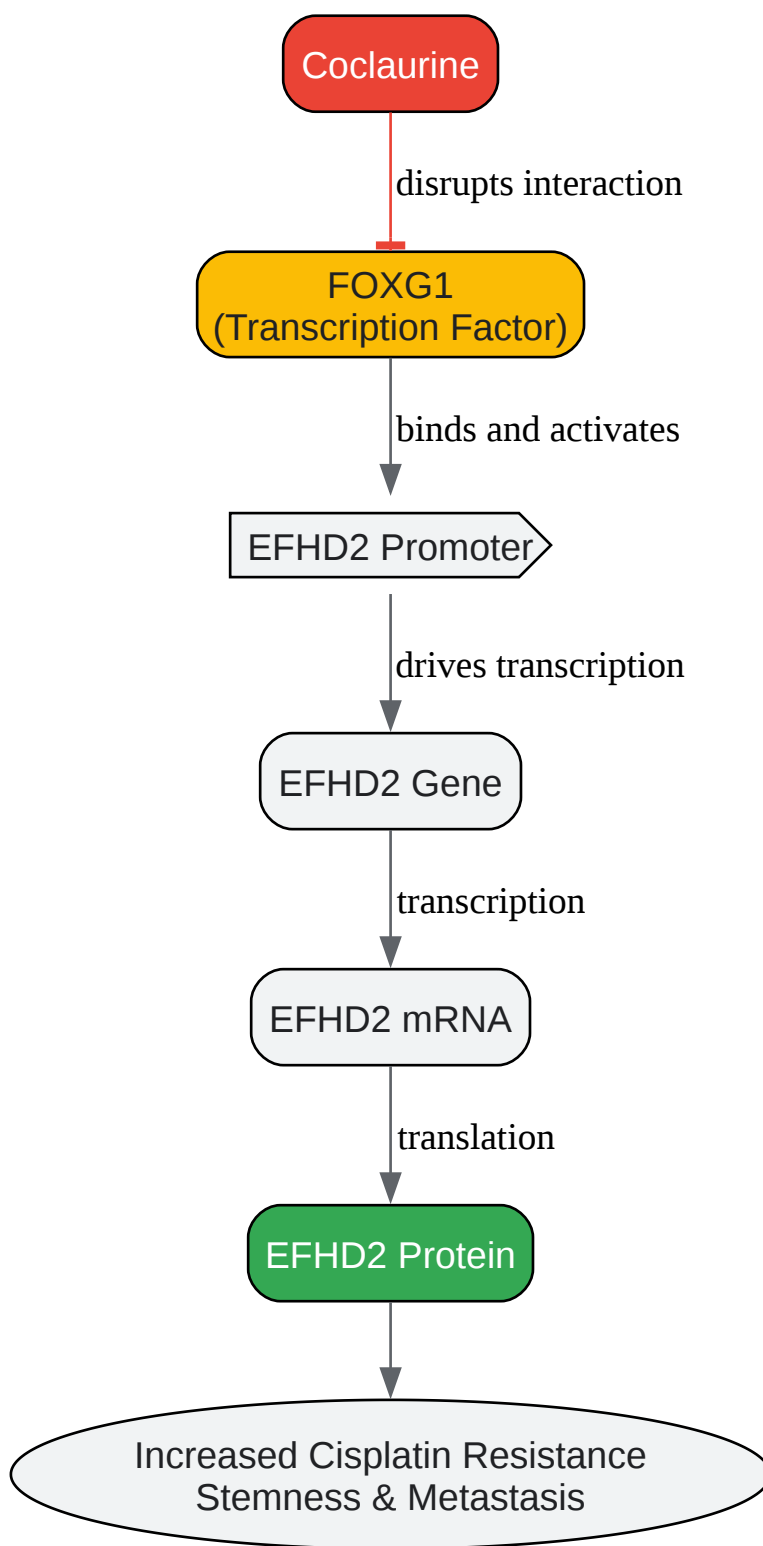 Coclaurine
disrupts interaction
FOXG1
(Transcription Factor)
binds and activates
EFHD2 Promoter
drives transcription
EFHD2 Gene
transcription
EFHD2 mRNA
translation
EFHD2 Protein
Increased Cisplatin Resistance
Stemness & Metastasis